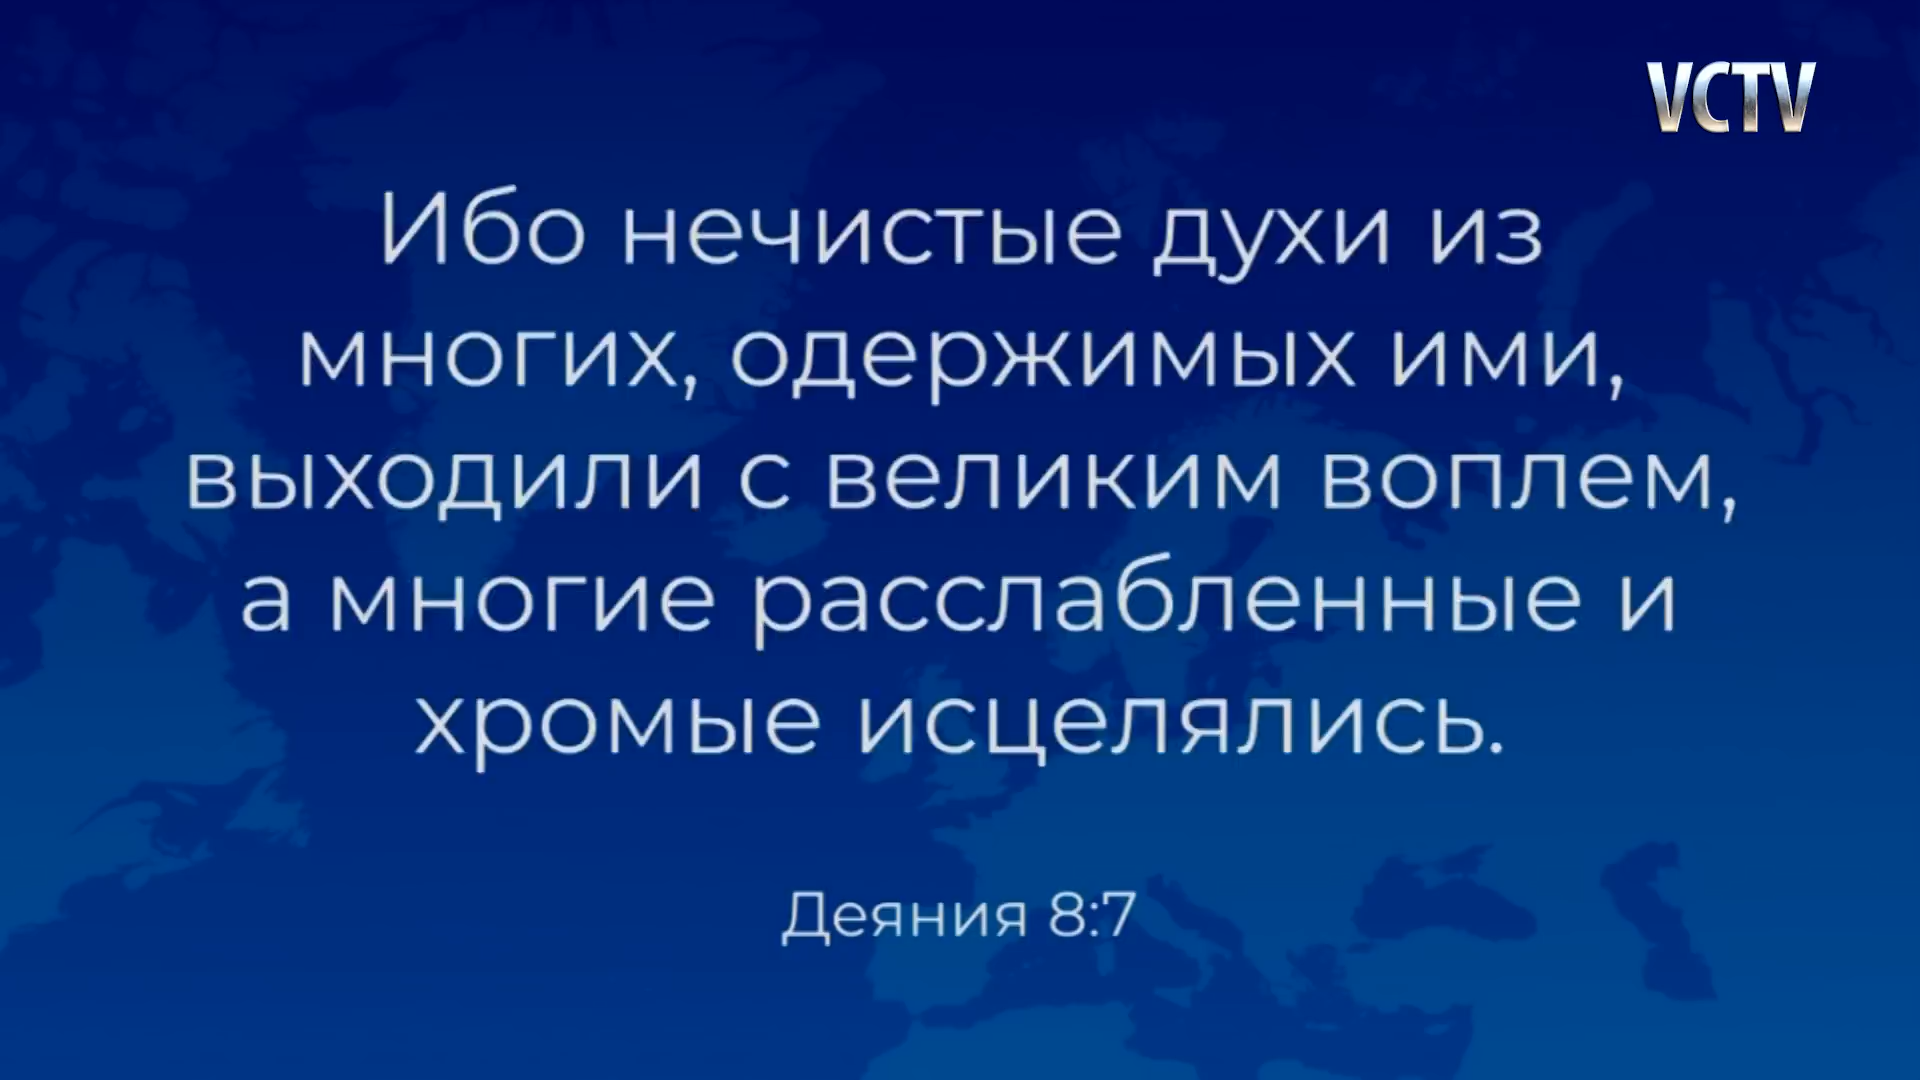 VCTV
Ибо нечистые духи из
многих, одержимых ими,
выходили с великим воплем,
а многие расслабленные и
хромые исцелялись.
Деяния 8:7